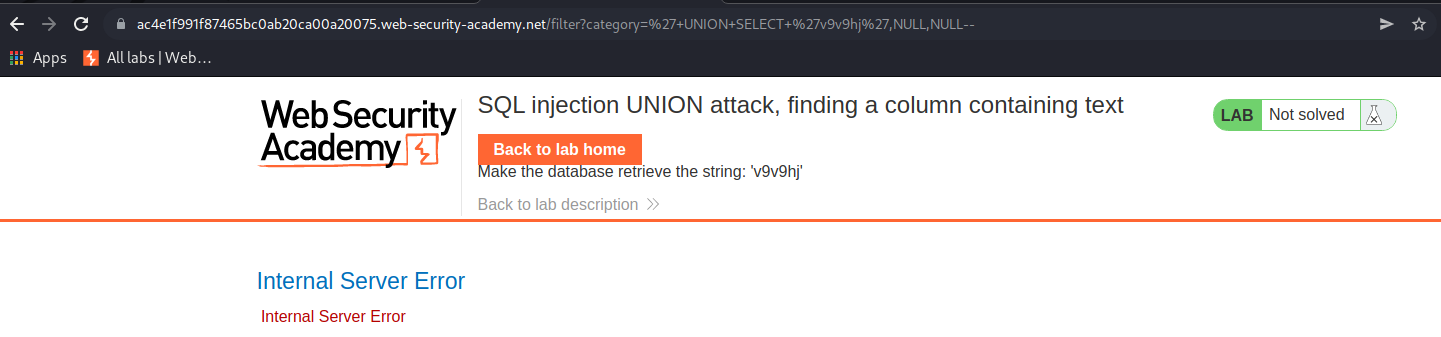 ac4e1f991f87465bc0ab20ca00a20075.web-security-academy.net/filter?category=%27+UNION+SELECT+%27v9v9hj%27,NULL,NULL--
Apps All labs | Web...
Web Security
Academy
SQL injection UNION attack, finding a column containing text
Back to lab home
Make the database retrieve the string: 'v9v9hj'
Back to lab description
LAB Not solved
Internal Server Error
Internal Server Error